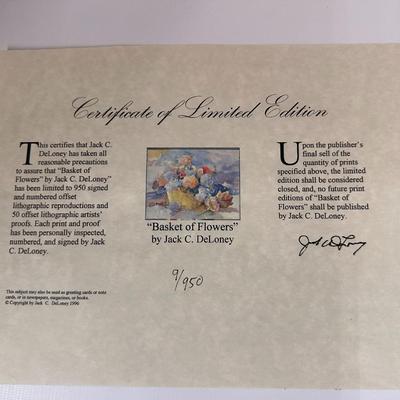 Certificate of Limited Edition
This certifies that Jack C.
DeLoney has taken all
reasonable precautions
to assure that "Basket of
Flowers" by Jack C. DeLoney"
has been limited to 950 signed
and numbered offset
lithographic reproductions and
50 offset lithographic artists'
proofs. Each print and proof
has been personally inspected,
numbered, and signed by Jack
C. DeLoney.
"Basket of Flowers"
by Jack C. DeLoney
9/950
Upon the publisher's
final sell of the
quantity of prints
specified above, the limited
edition shall be considered
closed, and, no future print
editions of "Basket of
Flowers" shall be published
by Jack C. DeLoney.
This subject may also be used as greeting cards or note
cards, or in newspapers, magazines, or books.
© Copyright by Jack C. DeLoney 1996